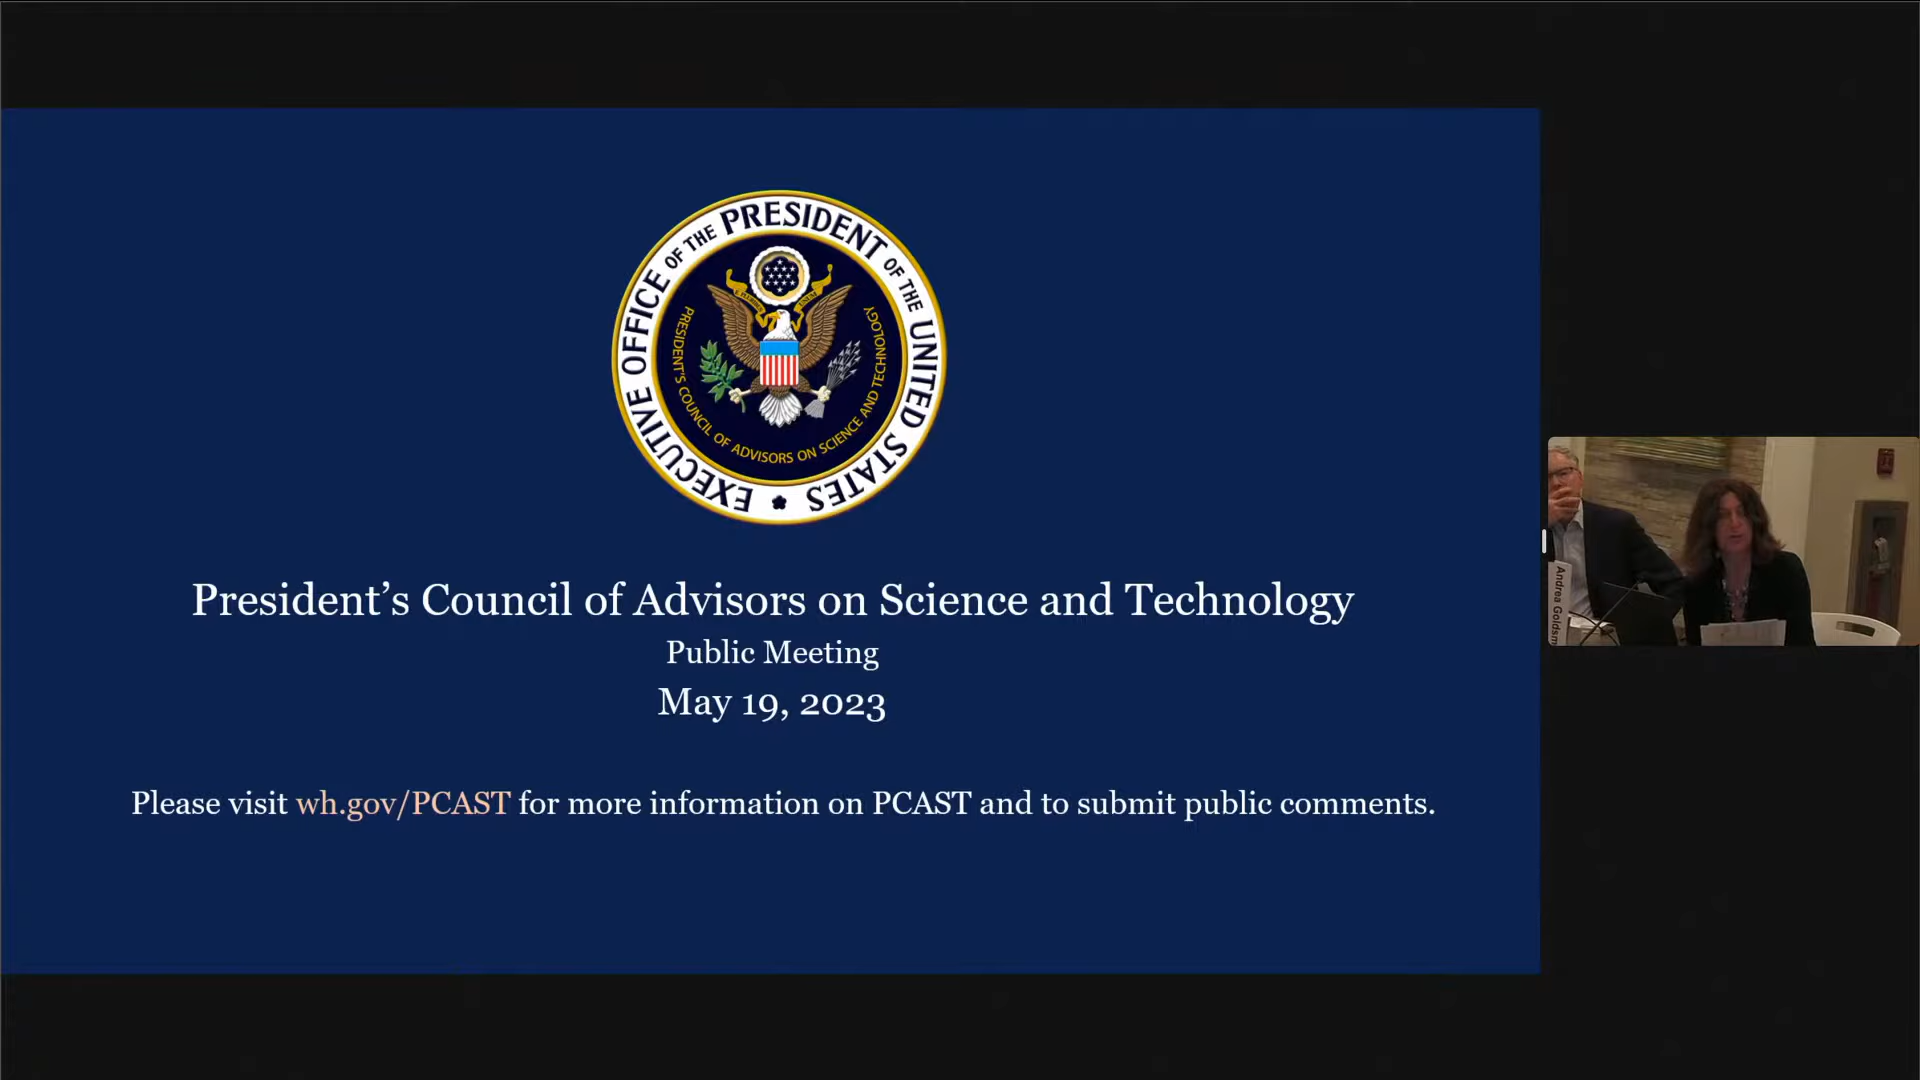 EXECUTIVE OFFICE OF THE PRESIDENT OF THE UNITED STATES
PRESIDENT'S COUNCIL OF ADVISORS ON SCIENCE AND TECHNOLOGY
President’s Council of Advisors on Science and Technology
Public Meeting
May 19, 2023
Please visit wh.gov/PCAST for more information on PCAST and to submit public comments.
Andrea Goldsm